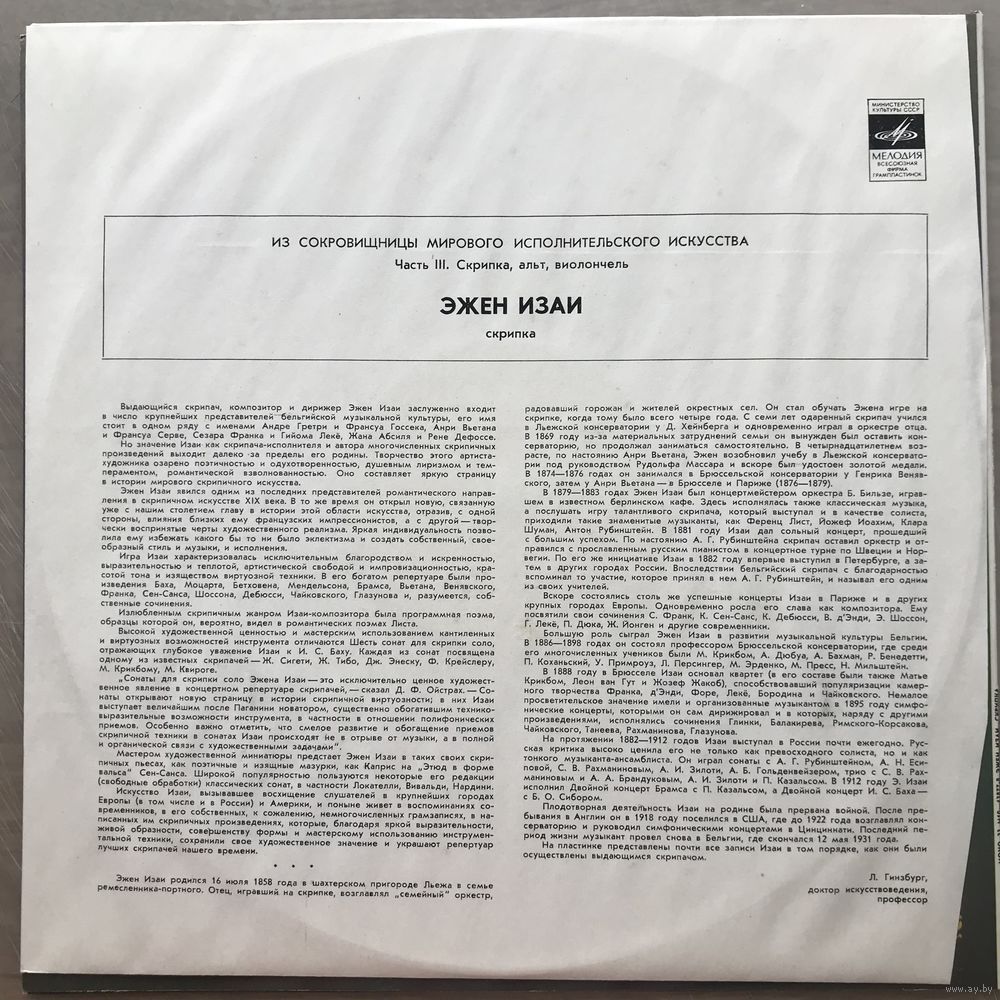 МИНИСТЕРСТВО
КУЛЬТУРЫ СССР
МЕЛОДИЯ
ВСЕСОЮЗНАЯ
ФИРМА
ГРАМПЛАСТИНОК
ИЗ СОКРОВИЩНИЦЫ МИРОВОГО ИСПОЛНИТЕЛЬСКОГО ИСКУССТВА
Часть III. Скрипка, альт, виолончель
ЭЖЕН ИЗАИ
скрипка
Выдающийся скрипач, композитор и дирижер Эжен Изаи заслуженно входит
в число крупнейших представителей бельгийской музыкальной культуры, его имя
стоит в одном ряду с именами Андре Гретри и Франсуа Госсека, Анри Вьетана
и Франсуа Серве, Сезара Франка и Гийома Лекё, Жана Абсиля и Рене Дефоссе.
Но значение Изаи как скрипача-исполнителя и автора многочисленных скрипичных
произведений выходит далеко за пределы его родины. Творчество этого артиста-
художника озарено поэтичностью и одухотворенностью, душевным лиризмом и тем-
пераментом, романтической взволнованностью. Оно составляет яркую страницу
в истории мирового скрипичного искусства.
Эжен Изаи явился одним из последних представителей романтического направ-
ления в скрипичном искусстве XIX века. В то же время он открыл новую, связанную
уже с нашим столетием главу в истории этой области искусства, отразив, с одной
стороны, влияния близких ему французских импрессионистов, а с другой — твор-
чески воспринятые черты художественного реализма. Яркая индивидуальность позво-
лила ему избежать какого бы то ни было эклектизма и создать собственный, свое-
образный стиль и музыки, и исполнения.
Игра Изаи характеризовалась исключительным благородством и искренностью,
выразительностью и теплотой, артистической свободой и импровизационностью, кра-
сотой тона и изяществом виртуозной техники. В его богатом репертуаре были про-
изведения Баха, Моцарта, Бетховена, Мендельсона, Брамса, Вьетана, Венявского,
Франка, Сен-Санса, Шоссона, Дебюсси, Чайковского, Глазунова и, разумеется, соб-
ственные сочинения.
Излюбленным скрипичным жанром Изаи-композитора была программная поэма,
образцы которой он, вероятно, видел в романтических поэмах Листа.
Высокой художественной ценностью и мастерским использованием кантиленных
и виртуозных возможностей инструмента отличаются Шесть сонат для скрипки соло,
отражающих глубокое уважение Изаи к И. С. Баху. Каждая из сонат посвящена
одному из известных скрипачей — Ж. Сигети, Ж. Тибо, Дж. Энеску, Ф. Крейслеру,
М. Крикбому, М. Квироге.
„Сонаты для скрипки соло Эжена Изаи — это исключительно ценное художест-
венное явление в концертном репертуаре скрипачей, — сказал Д. Ф. Ойстрах. — Со-
наты открывают новую страницу в истории скрипичной виртуозности; в них Изаи
выступает величайшим после Паганини новатором, существенно обогатившим технико-
выразительные возможности инструмента, в частности в отношении полифонических
приемов. Особенно важно отметить, что смелое развитие и обогащение приемов
скрипичной техники в сонатах Изаи происходят не в отрыве от музыки, а в полной
и органической связи с художественными задачами".
Мастером художественной миниатюры предстает Эжен Изаи в таких своих скри-
пичных пьесах, как поэтичные и изящные мазурки, как Каприс на „Этюд в форме
вальса" Сен-Санса. Широкой популярностью пользуются некоторые его редакции
(свободные обработки) классических сонат, в частности Локателли, Вивальди, Нардини.
Искусство Изаи, вызывавшее восхищение слушателей в крупнейших городах
Европы (в том числе и в России) и Америки, и поныне живет в воспоминаниях со-
временников, в его собственных, к сожалению, немногочисленных грамзаписях, в на-
писанных им скрипичных произведениях, которые, благодаря яркой выразительности,
живой образности, совершенству формы и мастерскому использованию инструмен-
тальной техники, сохранили свое художественное значение и украшают репертуар
лучших скрипачей нашего времени.
* * *
Эжен Изаи родился 16 июля 1858 года в шахтерском пригороде Льежа в семье
ремесленника-портного. Отец, игравший на скрипке, возглавлял „семейный" оркестр,
радовавший горожан и жителей окрестных сел. Он стал обучать Эжена игре на
скрипке, когда тому было всего четыре года. С семи лет одаренный скрипач учился
в Льежской консерватории у Д. Хейнберга и одновременно играл в оркестре отца.
В 1869 году из-за материальных затруднений семьи он вынужден был оставить кон-
серваторию, но продолжал заниматься самостоятельно. В четырнадцатилетнем воз-
расте, по настоянию Анри Вьетана, Эжен возобновил учебу в Льежской консервато-
рии под руководством Рудольфа Массара и вскоре был удостоен золотой медали.
В 1874—1876 годах он занимался в Брюссельской консерватории у Генрика Веняв-
ского, затем у Анри Вьетана — в Брюсселе и Париже (1876—1879).
В 1879—1883 годах Эжен Изаи был концертмейстером оркестра Б. Бильзе, играв-
шем в известном берлинском кафе. Здесь исполнялась также классическая музыка,
а послушать игру талантливого скрипача, который выступал и в качестве солиста,
приходили такие знаменитые музыканты, как Ференц Лист, Йожеф Иоахим, Клара
Шуман, Антон Рубинштейн. В 1881 году Изаи дал сольный концерт, прошедший
с большим успехом. По настоянию А. Г. Рубинштейна скрипач оставил оркестр и от-
правился с прославленным русским пианистом в концертное турне по Швеции и Нор-
вегии. По его же инициативе Изаи в 1882 году впервые выступил в Петербурге, а за-
тем в других городах России. Впоследствии бельгийский скрипач с благодарностью
вспоминал то участие, которое принял в нем А. Г. Рубинштейн, и называл его одним
из своих учителей.
Вскоре состоялись столь же успешные концерты Изаи в Париже и в других
крупных городах Европы. Одновременно росла его слава как композитора. Ему
посвятили свои сочинения С. Франк, К. Сен-Санс, К. Дебюсси, В. д'Энди, Э. Шоссон,
Г. Лекё, П. Дюка, Ж. Йонген и другие современники.
Большую роль сыграл Эжен Изаи в развитии музыкальной культуры Бельгии.
В 1886—1898 годах он состоял профессором Брюссельской консерватории, где среди
его многочисленных учеников были М. Крикбом, А. Дюбуа, А. Бахман, Р. Бенедетти,
П. Коханьский, У. Примроуз, Л. Персингер, М. Эрденко, М. Пресс, Н. Мильштейн.
В 1888 году в Брюсселе Изаи основал квартет (в его составе были также Матье
Крикбом, Леон ван Гут и Жозеф Жакоб), способствовавший популяризации камер-
ного творчества Франка, д'Энди, Форе, Лекё, Бородина и Чайковского. Немалое
просветительское значение имели и организованные музыкантом в 1895 году симфо-
нические концерты, которыми он сам дирижировал и в которых, наряду с другими
произведениями, исполнялись сочинения Глинки, Балакирева, Римского-Корсакова,
Чайковского, Танеева, Рахманинова, Глазунова.
На протяжении 1882—1912 годов Изаи выступал в России почти ежегодно. Рус-
ская критика высоко ценила его не только как превосходного солиста, но и как
тонкого музыканта-ансамблиста. Он играл сонаты с А. Г. Рубинштейном, А. Н. Еси-
повой, С. В. Рахманиновым, А. И. Зилоти, А. Б. Гольденвейзером, трио с С. В. Рах-
маниновым и А. А. Брандуковым, А. И. Зилоти и П. Казальсом. В 1912 году Э. Изаи
исполнил Двойной концерт Брамса с П. Казальсом, а Двойной концерт И. С. Баха —
с Б. О. Сибором.
Плодотворная деятельность Изаи на родине была прервана войной. После пре-
бывания в Англии он в 1918 году поселился в США, где до 1922 года возглавлял кон-
серваторию и руководил симфоническими концертами в Цинциннати. Последний пе-
риод жизни музыкант провел снова в Бельгии, где скончался 12 мая 1931 года.
На пластинке представлены почти все записи Изаи в том порядке, как они были
осуществлены выдающимся скрипачом.
Л. Гинзбург,
доктор искусствоведения,
профессор
www.ay.by